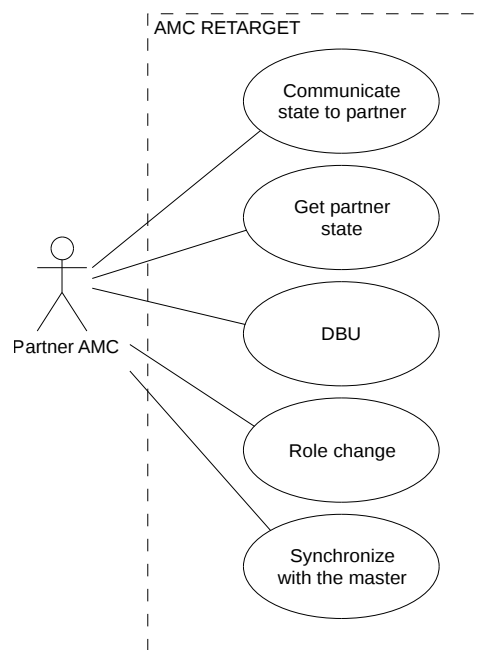 AMC RETARGET
Communicate
state to partner
Get partner
state
DBU
Partner AMC
Role change
Synchronize
with the master